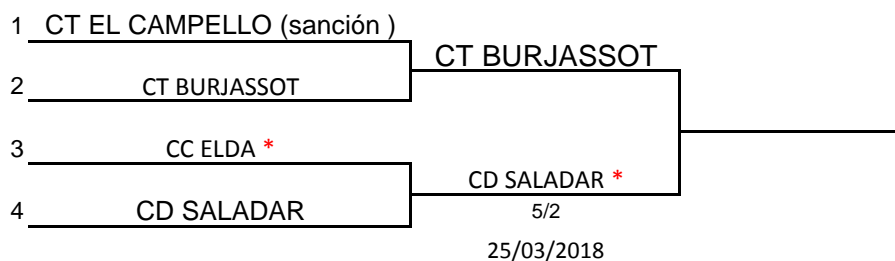 1 CT EL CAMPELLO (sanción )
CT BURJASSOT
2 CT BURJASSOT
3 CC ELDA *
CD SALADAR *
4 CD SALADAR
5/2
25/03/2018